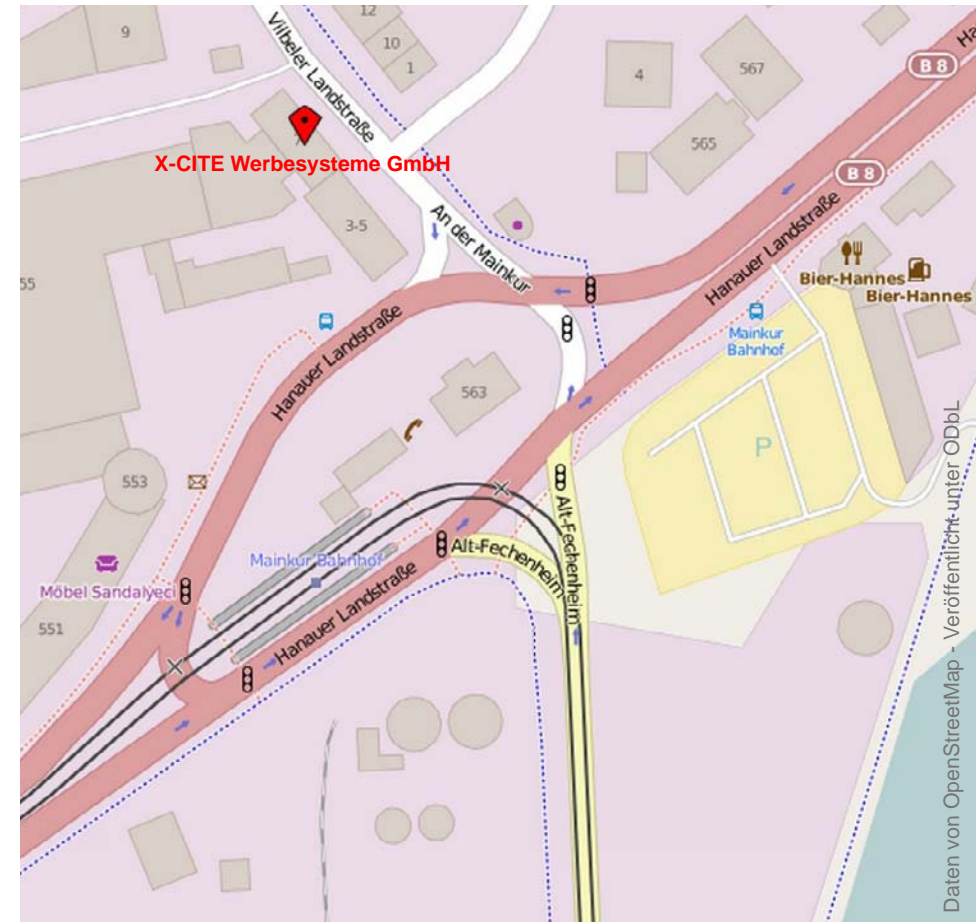 9
12
10
1
Vilbeler Landstraße
4
567
B 8
Ha
565
B 8
X-CITE Werbesysteme GmbH
3-5
An der Mainkur
Hanauer Landstraße
Bier-Hannes
Bier-Hannes
55
Mainkur
Bahnhof
Hanauer Landstraße
563
P
553
Alt-Fechenheim
Alt-Fechenheim
Mainkur Bahnhof
Möbel Sandalyeci
Hanauer Landstraße
551
Daten von OpenStreetMap - Veröffentlicht unter ODbL